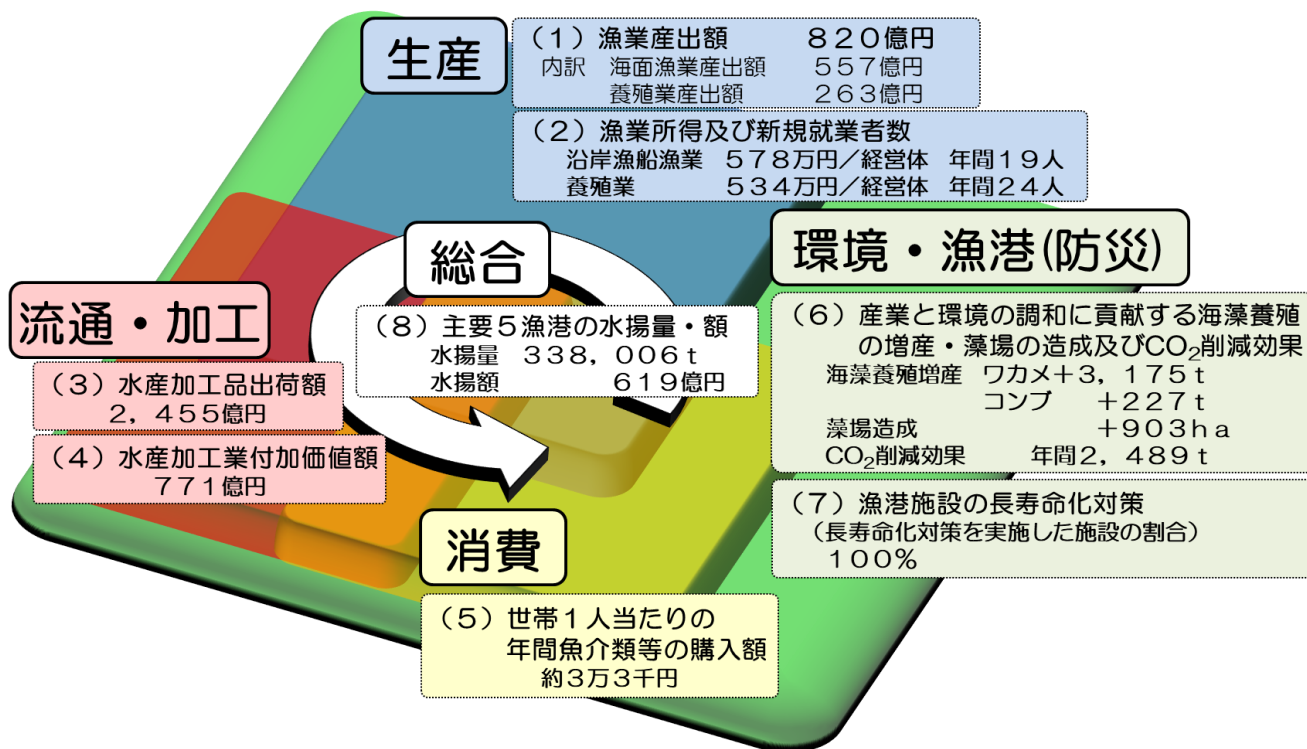 生産
（１）漁業産出額　８２０億円
内訳　海面漁業産出額　５５７億円
養殖業産出額　２６３億円
（２）漁業所得及び新規就業者数
沿岸漁船漁業　５７８万円／経営体　年間１９人
養殖業　５３４万円／経営体　年間２４人
総合
（８）主要５漁港の水揚量・額
水揚量　３３８，００６ｔ
水揚額　６１９億円
流通・加工
（３）水産加工品出荷額
２，４５５億円
（４）水産加工業付加価値額
７７１億円
消費
（５）世帯１人当たりの
年間魚介類等の購入額
約３万３千円
環境・漁港(防災)
（６）産業と環境の調和に貢献する海藻養殖
の増産・藻場の造成及びCO₂削減効果
海藻養殖増産　ワカメ＋３，１７５ｔ
コンブ　＋２２７ｔ
藻場造成　＋９０３ｈａ
CO₂削減効果　年間２，４８９ｔ
（７）漁港施設の長寿命化対策
（長寿命化対策を実施した施設の割合）
１００％